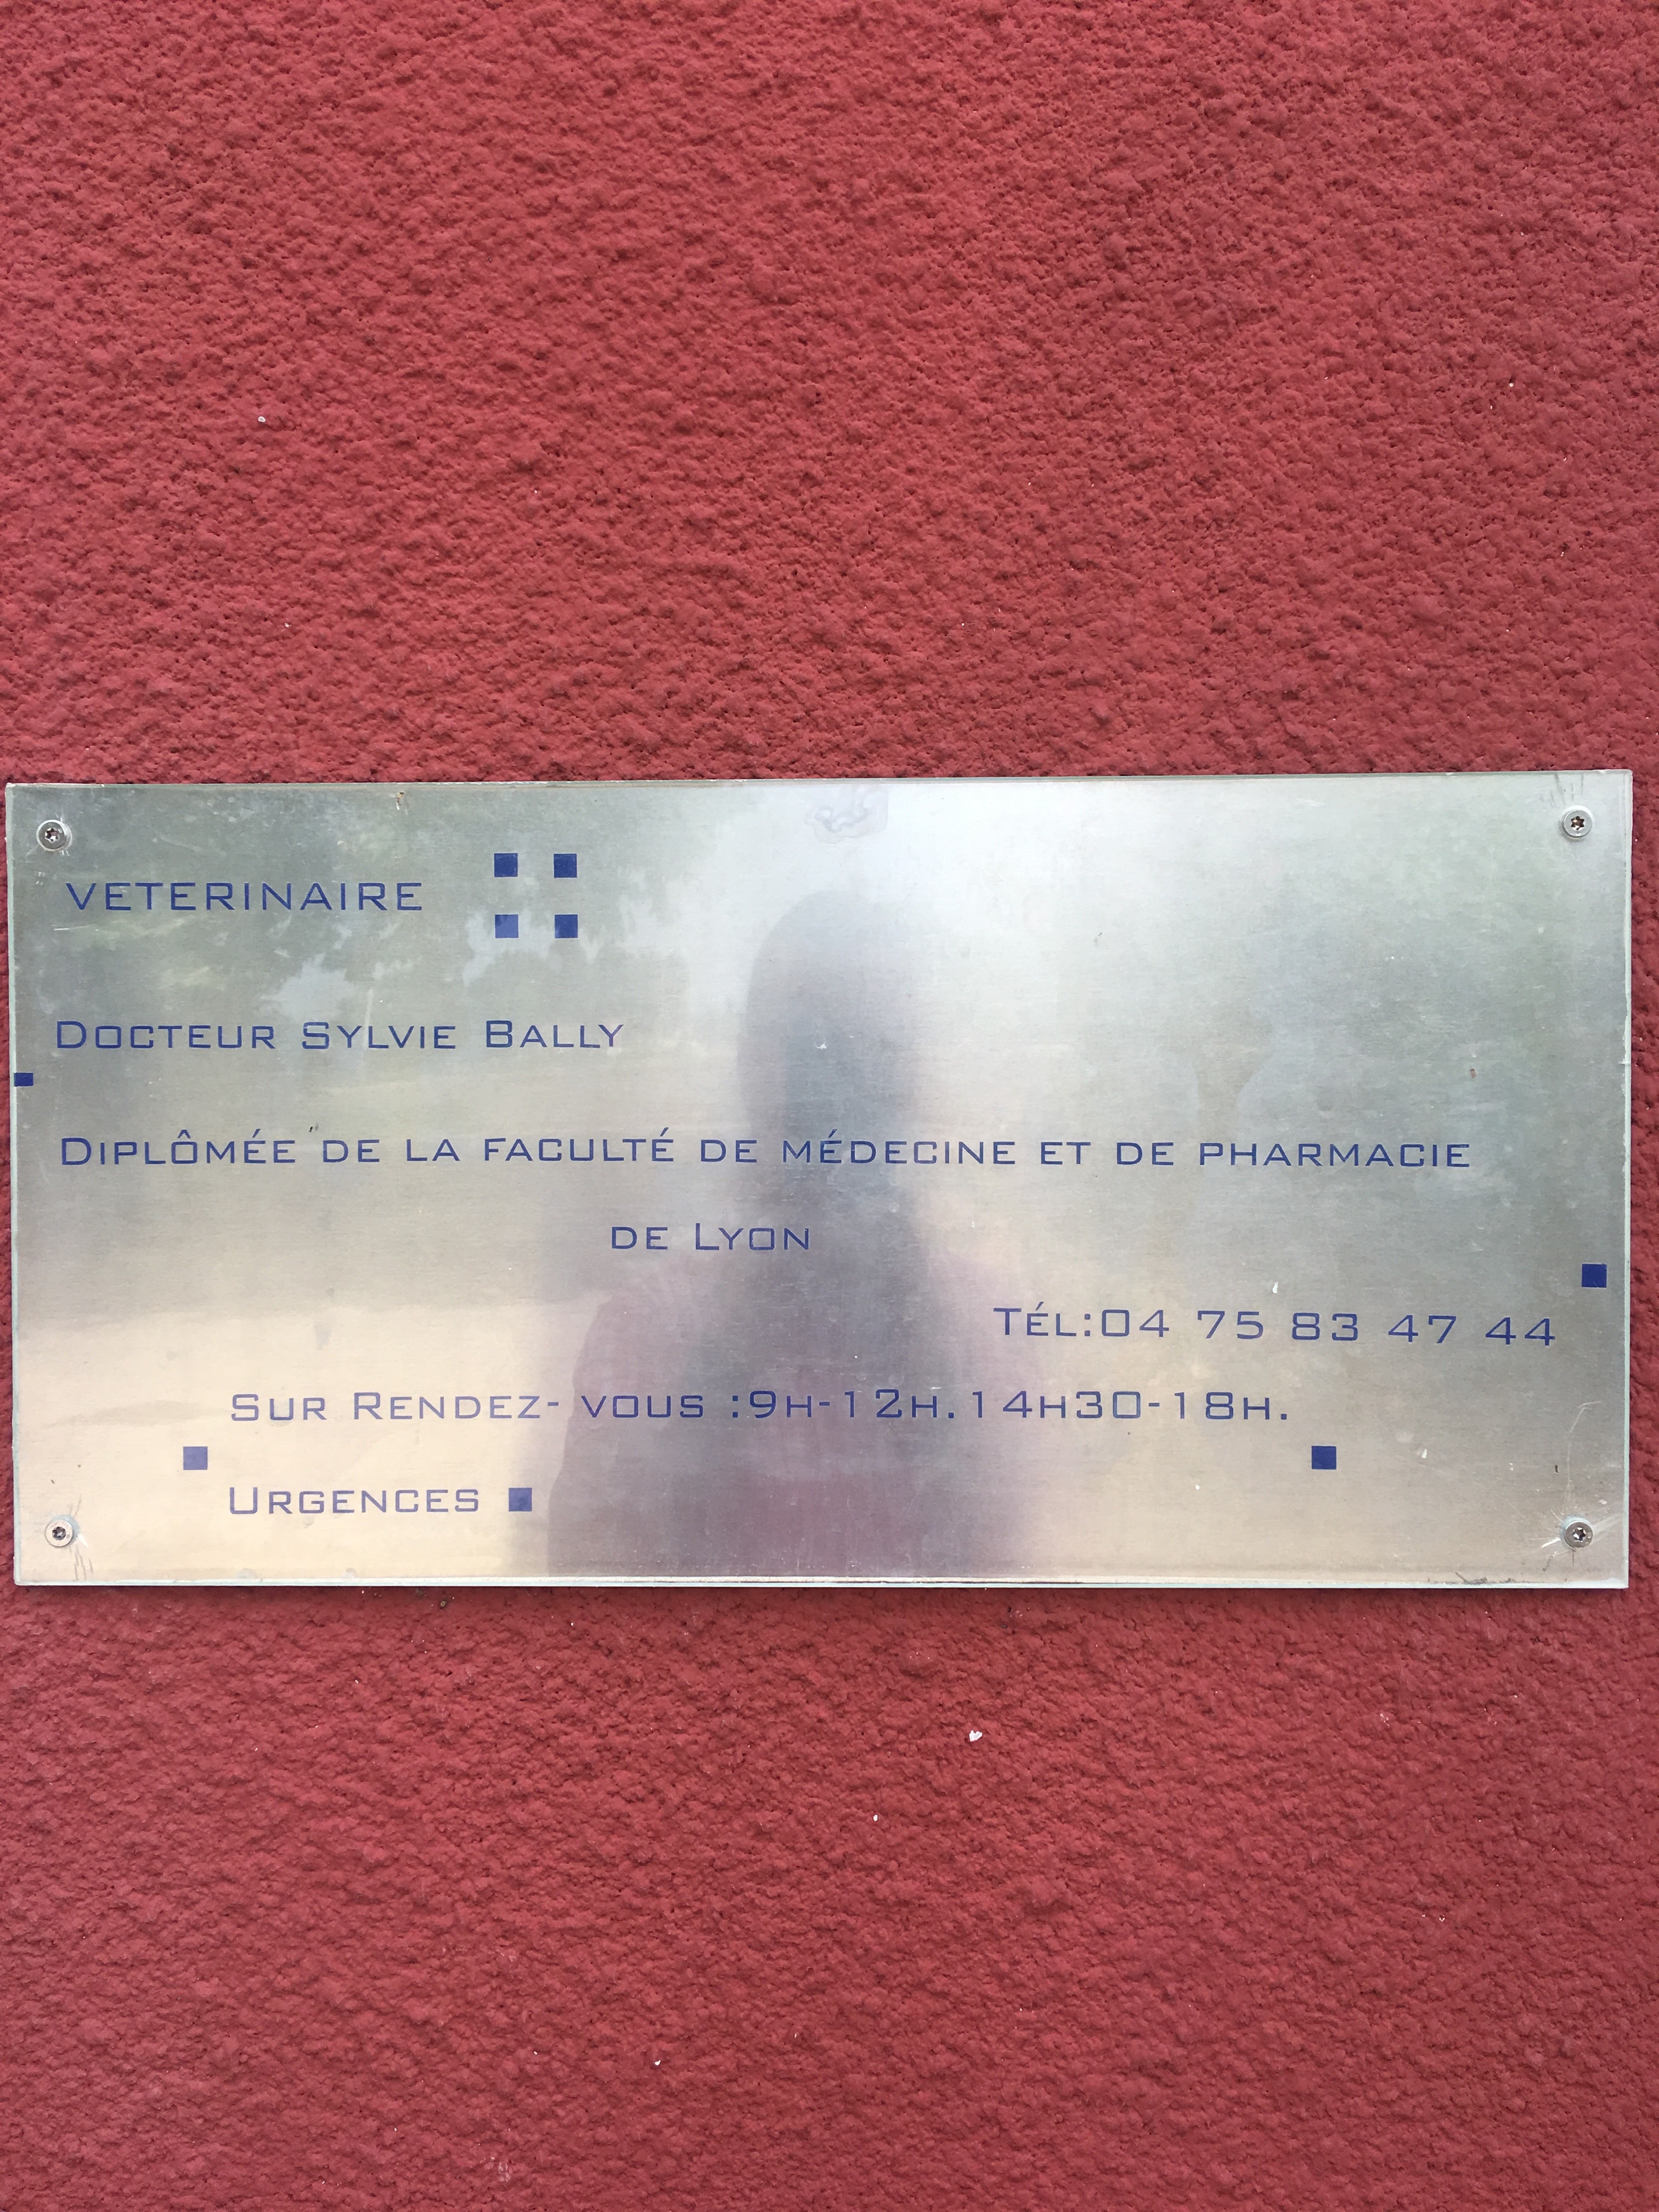 VETERINAIRE
DOCTEUR SYLVIE BALLY
DIPLÔMÉE DE LA FACULTÉ DE MÉDECINE ET DE PHARMACIE
DE LYON
TÉL:04 75 83 47 44
SUR RENDEZ- VOUS :9H-12H.14H30-18H.
URGENCES